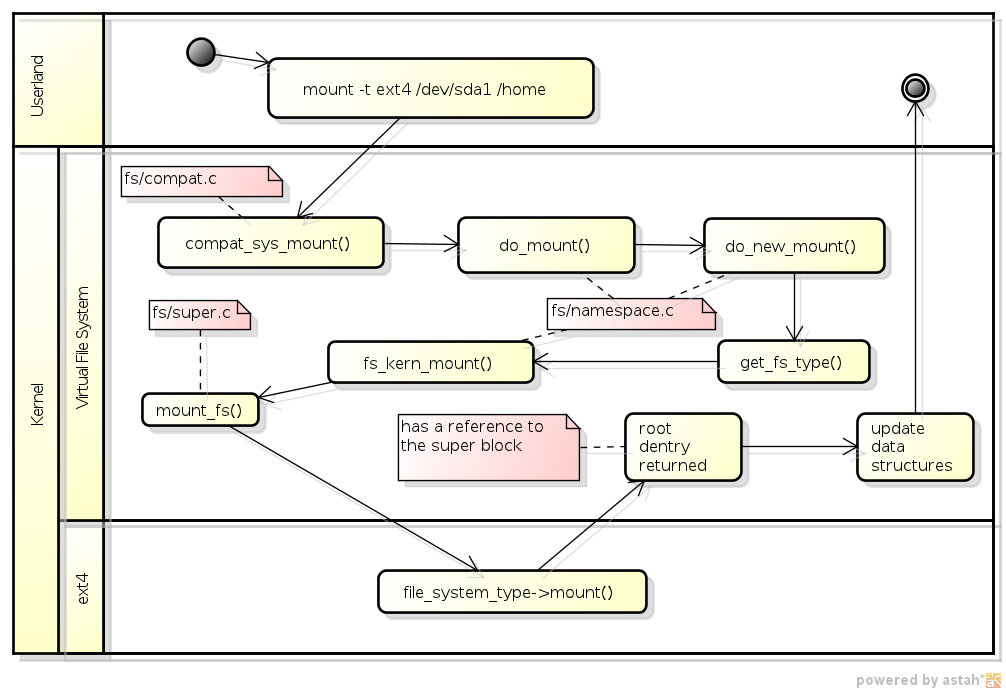 Userland
mount -t ext4 /dev/sda1 /home
Kernel
Virtual File System
fs/compat.c
compat_sys_mount()
do_mount()
do_new_mount()
fs/super.c
fs/namespace.c
fs_kern_mount()
get_fs_type()
mount_fs()
has a reference to
the super block
root
dentry
returned
update
data
structures
ext4
file_system_type->mount()
powered by astah*